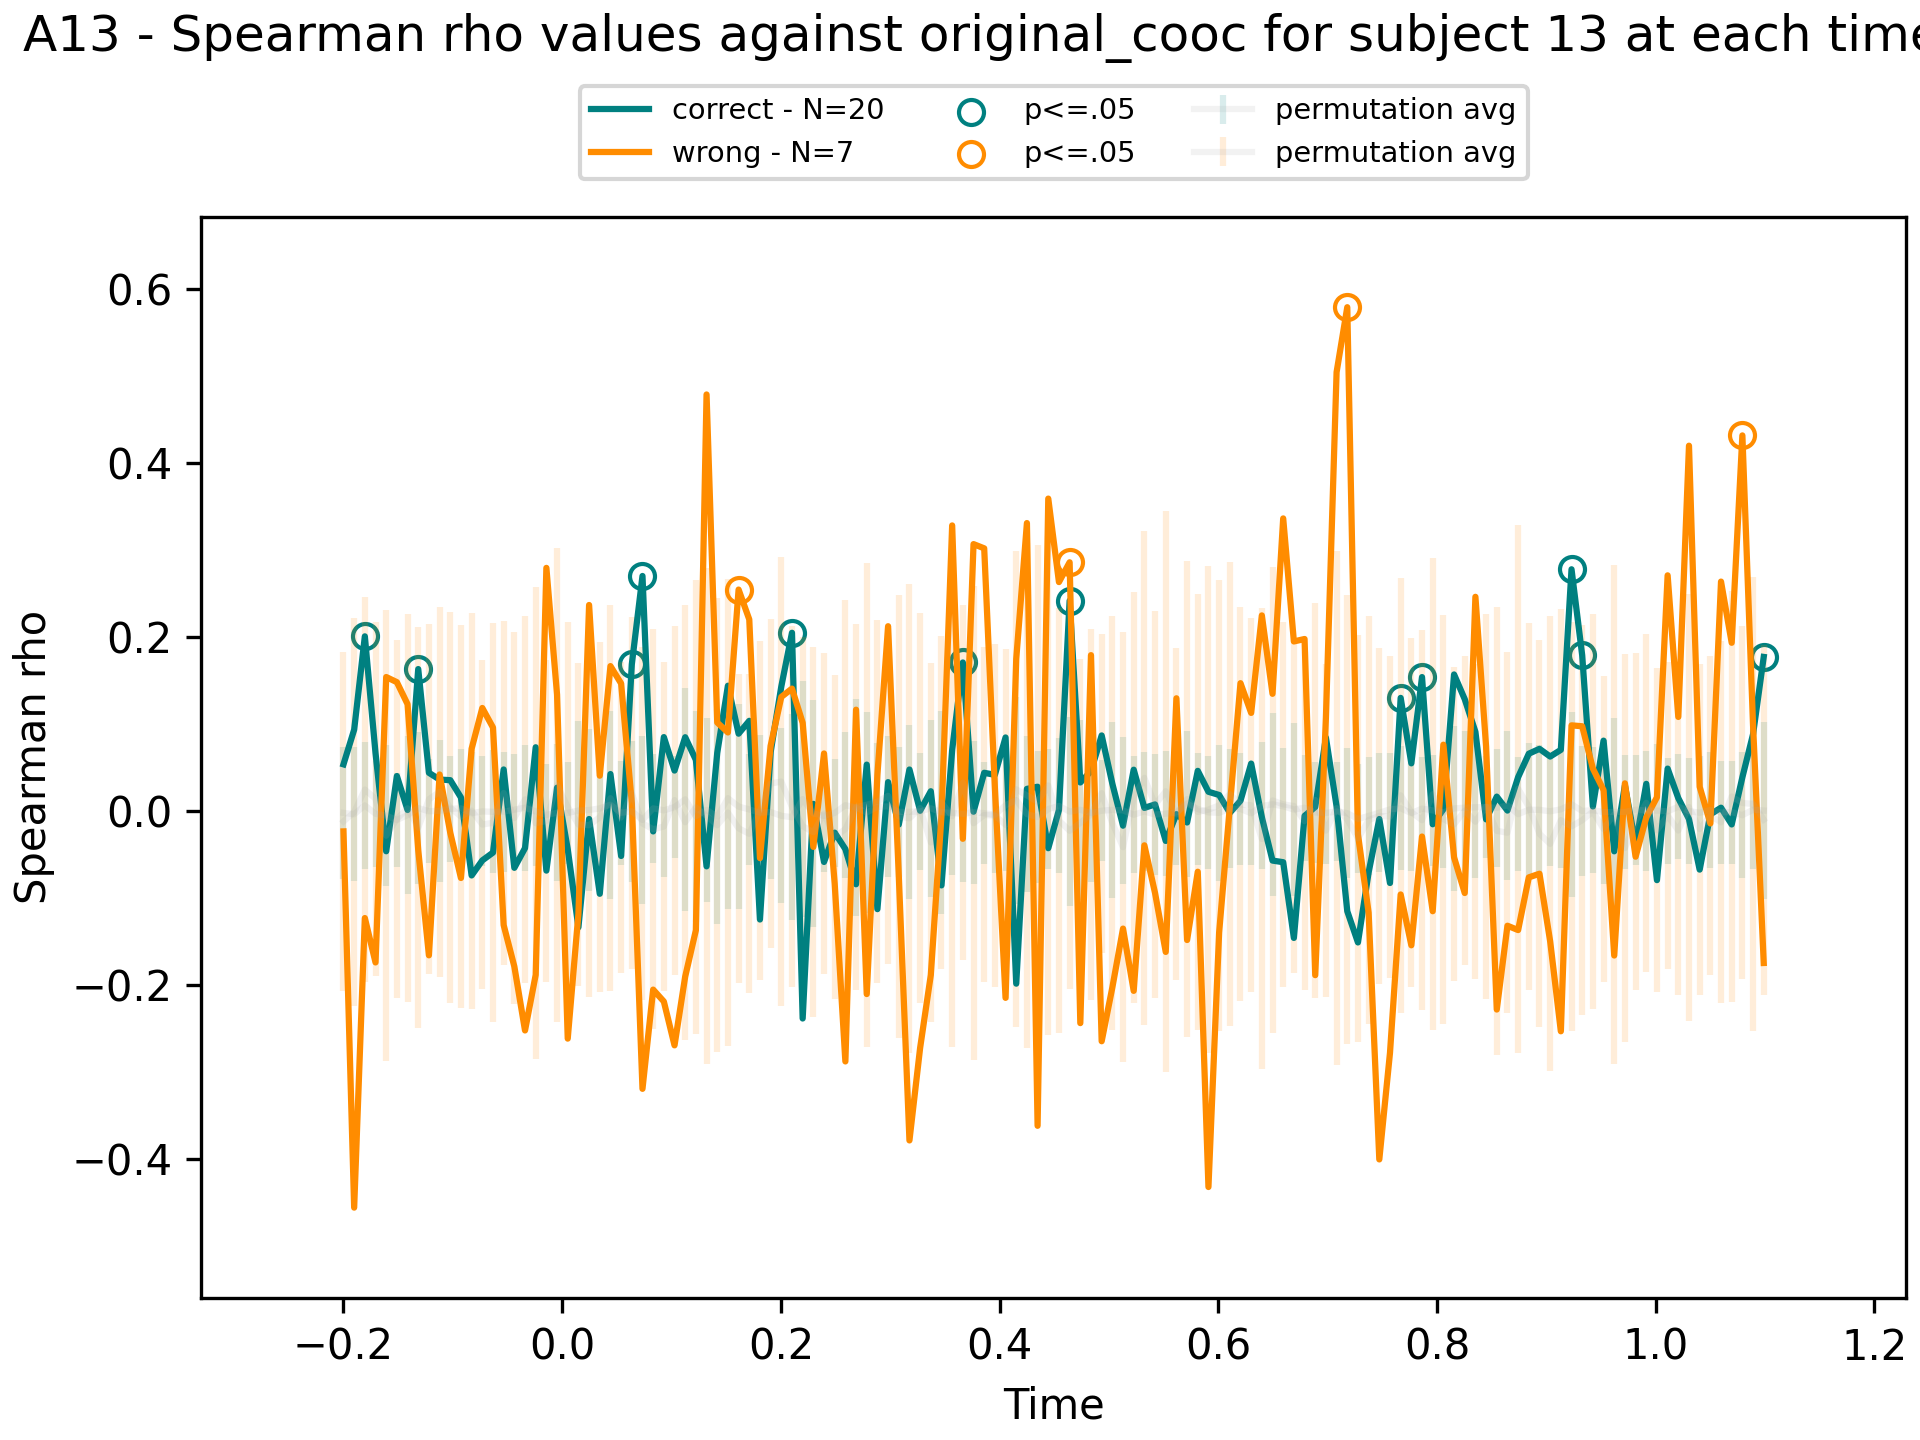 A13 - Spearman rho values against original_cooc for subject 13 at each time
correct - N=20
wrong - N=7
p<=.05
p<=.05
permutation avg
permutation avg
Spearman rho
0.6
0.4
0.2
0.0
−0.2
−0.4
−0.2 0.0 0.2 0.4 0.6 0.8 1.0 1.2
Time